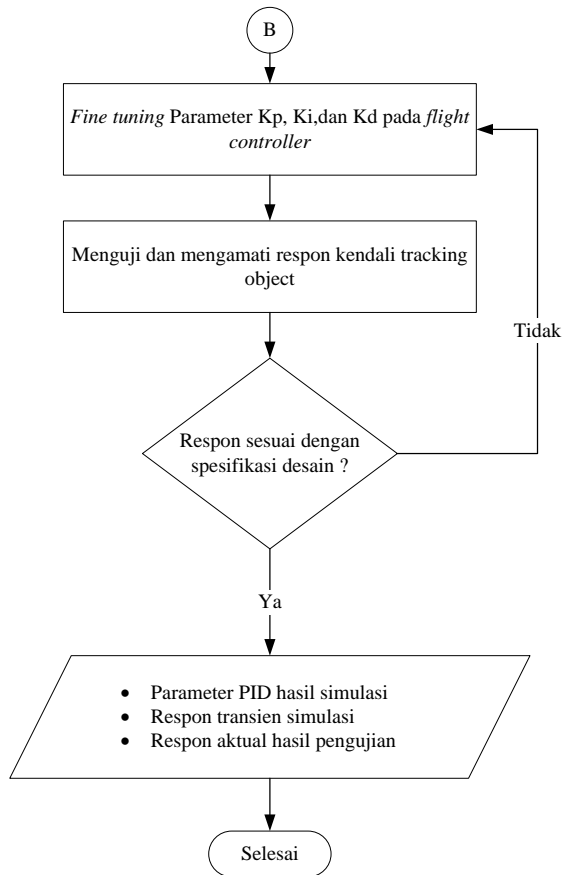 B
Fine tuning Parameter Kp, Ki,dan Kd pada flight
controller
Menguji dan mengamati respon kendali tracking
object
Tidak
Respon sesuai dengan
spesifikasi desain ?
Ya
• Parameter PID hasil simulasi
• Respon transien simulasi
• Respon aktual hasil pengujian
Selesai